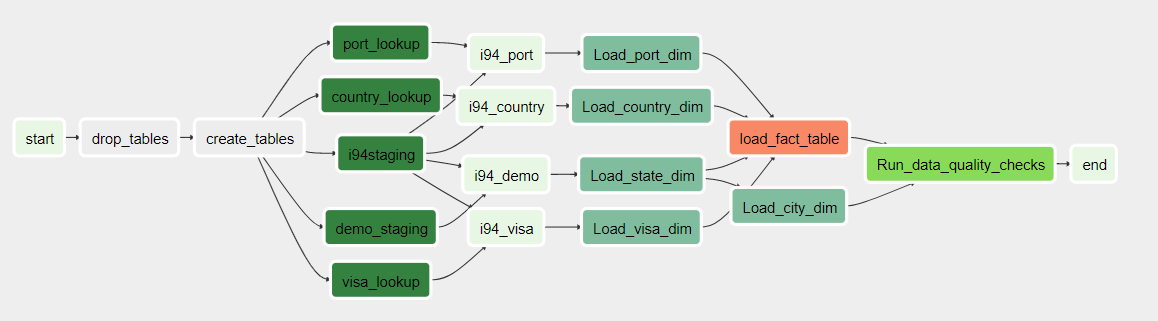 start
drop_tables
create_tables
port_lookup
country_lookup
i94staging
demo_staging
visa_lookup
i94_port
i94_country
i94_demo
i94_visa
Load_port_dim
Load_country_dim
Load_state_dim
Load_visa_dim
load_fact_table
Load_city_dim
Run_data_quality_checks
end